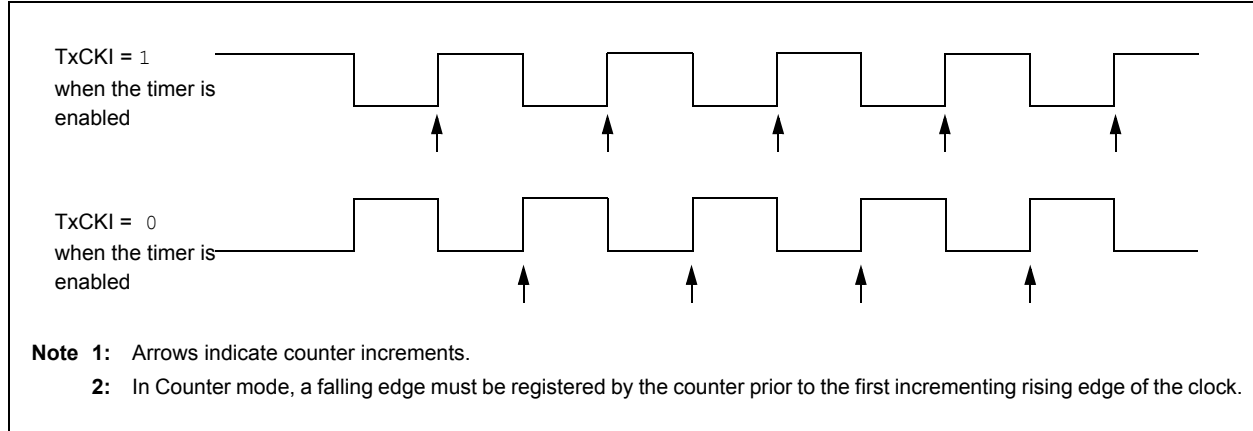 TxCKI = 1
when the timer is
enabled
TxCKI = 0
when the timer is
enabled
Note 1: Arrows indicate counter increments.
2: In Counter mode, a falling edge must be registered by the counter prior to the first incrementing rising edge of the clock.